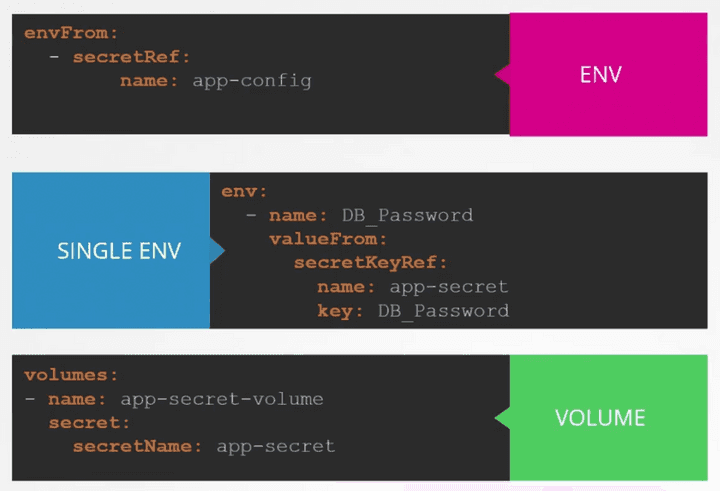 envFrom:
  - secretRef:
        name: app-config
ENV
SINGLE ENV
env:
  - name: DB_Password
    valueFrom:
      secretKeyRef:
        name: app-secret
        key: DB_Password
volumes:
- name: app-secret-volume
  secret:
    secretName: app-secret
VOLUME